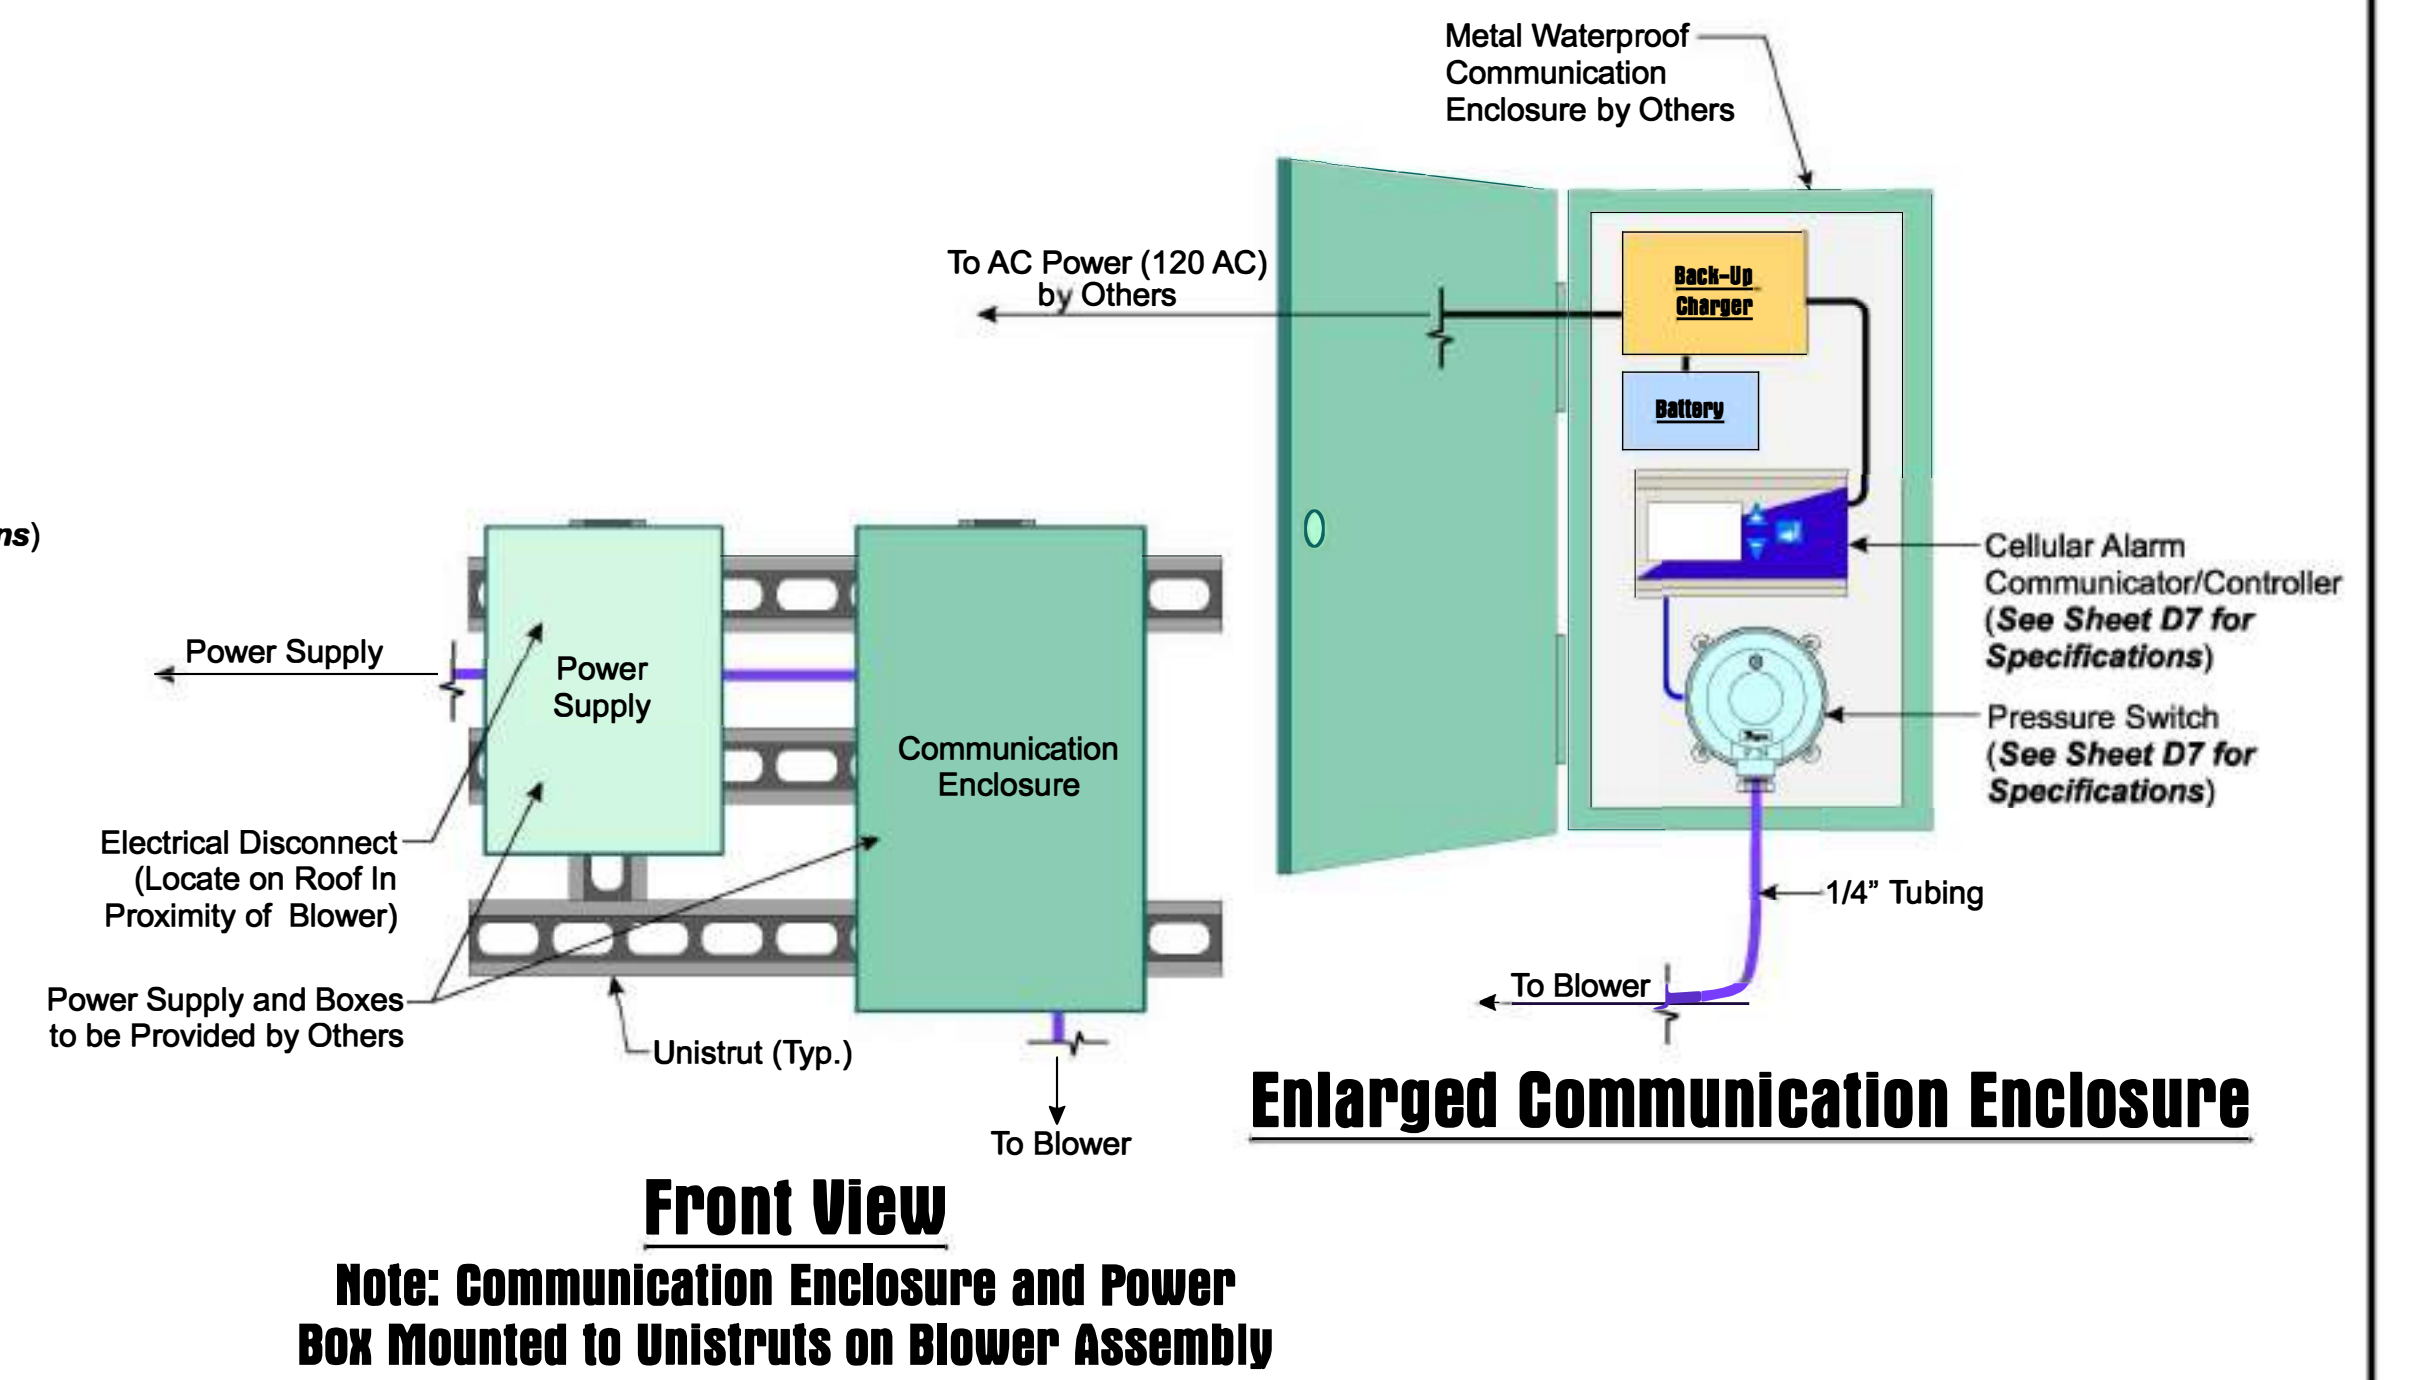 Metal Waterproof
Communication
Enclosure by Others
To AC Power (120 AC)
by Others
Back-Up
Charger
Battery
ns)
Cellular Alarm
Communicator/Controller
(See Sheet D7 for
Specifications)
Power Supply
Power
Supply
Communication
Enclosure
Pressure Switch
(See Sheet D7 for
Specifications)
Electrical Disconnect
(Locate on Roof In
Proximity of Blower)
1/4” Tubing
Power Supply and Boxes
to be Provided by Others
To Blower
Unistrut (Typ.)
To Blower
Enlarged Communication Enclosure
Front View
Note: Communication Enclosure and Power
Box Mounted to Unistruts on Blower Assembly